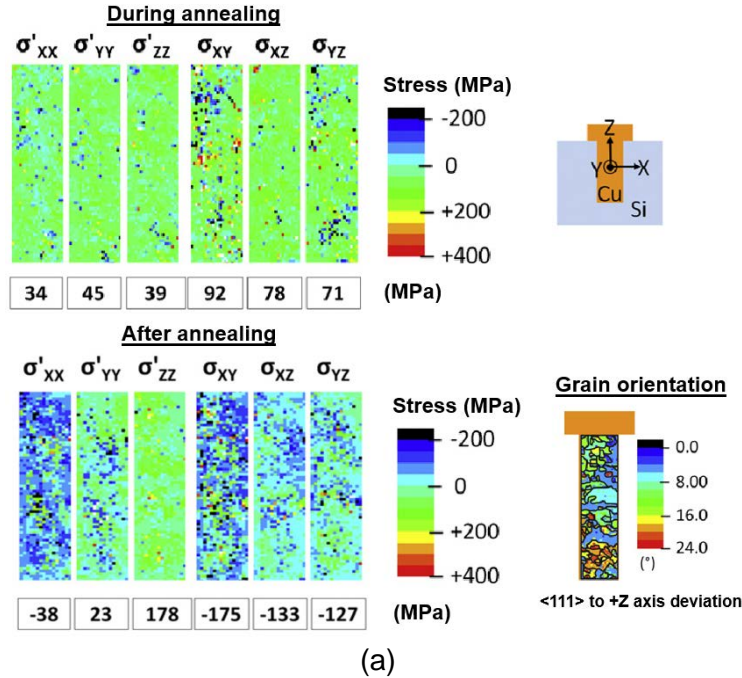 During annealing
σ'XX σ'YY σ'ZZ σXY σXZ σYZ
Stress (MPa)
-200
0
+200
+400
34 45 39 92 78 71 (MPa)
Z
Y X
Cu
Si
After annealing
σ'XX σ'YY σ'ZZ σXY σXZ σYZ
Stress (MPa)
-200
0
+200
+400
-38 23 178 -175 -133 -127 (MPa)
Grain orientation
0.0
8.00
16.0
24.0
(°)
<111> to +Z axis deviation
(a)